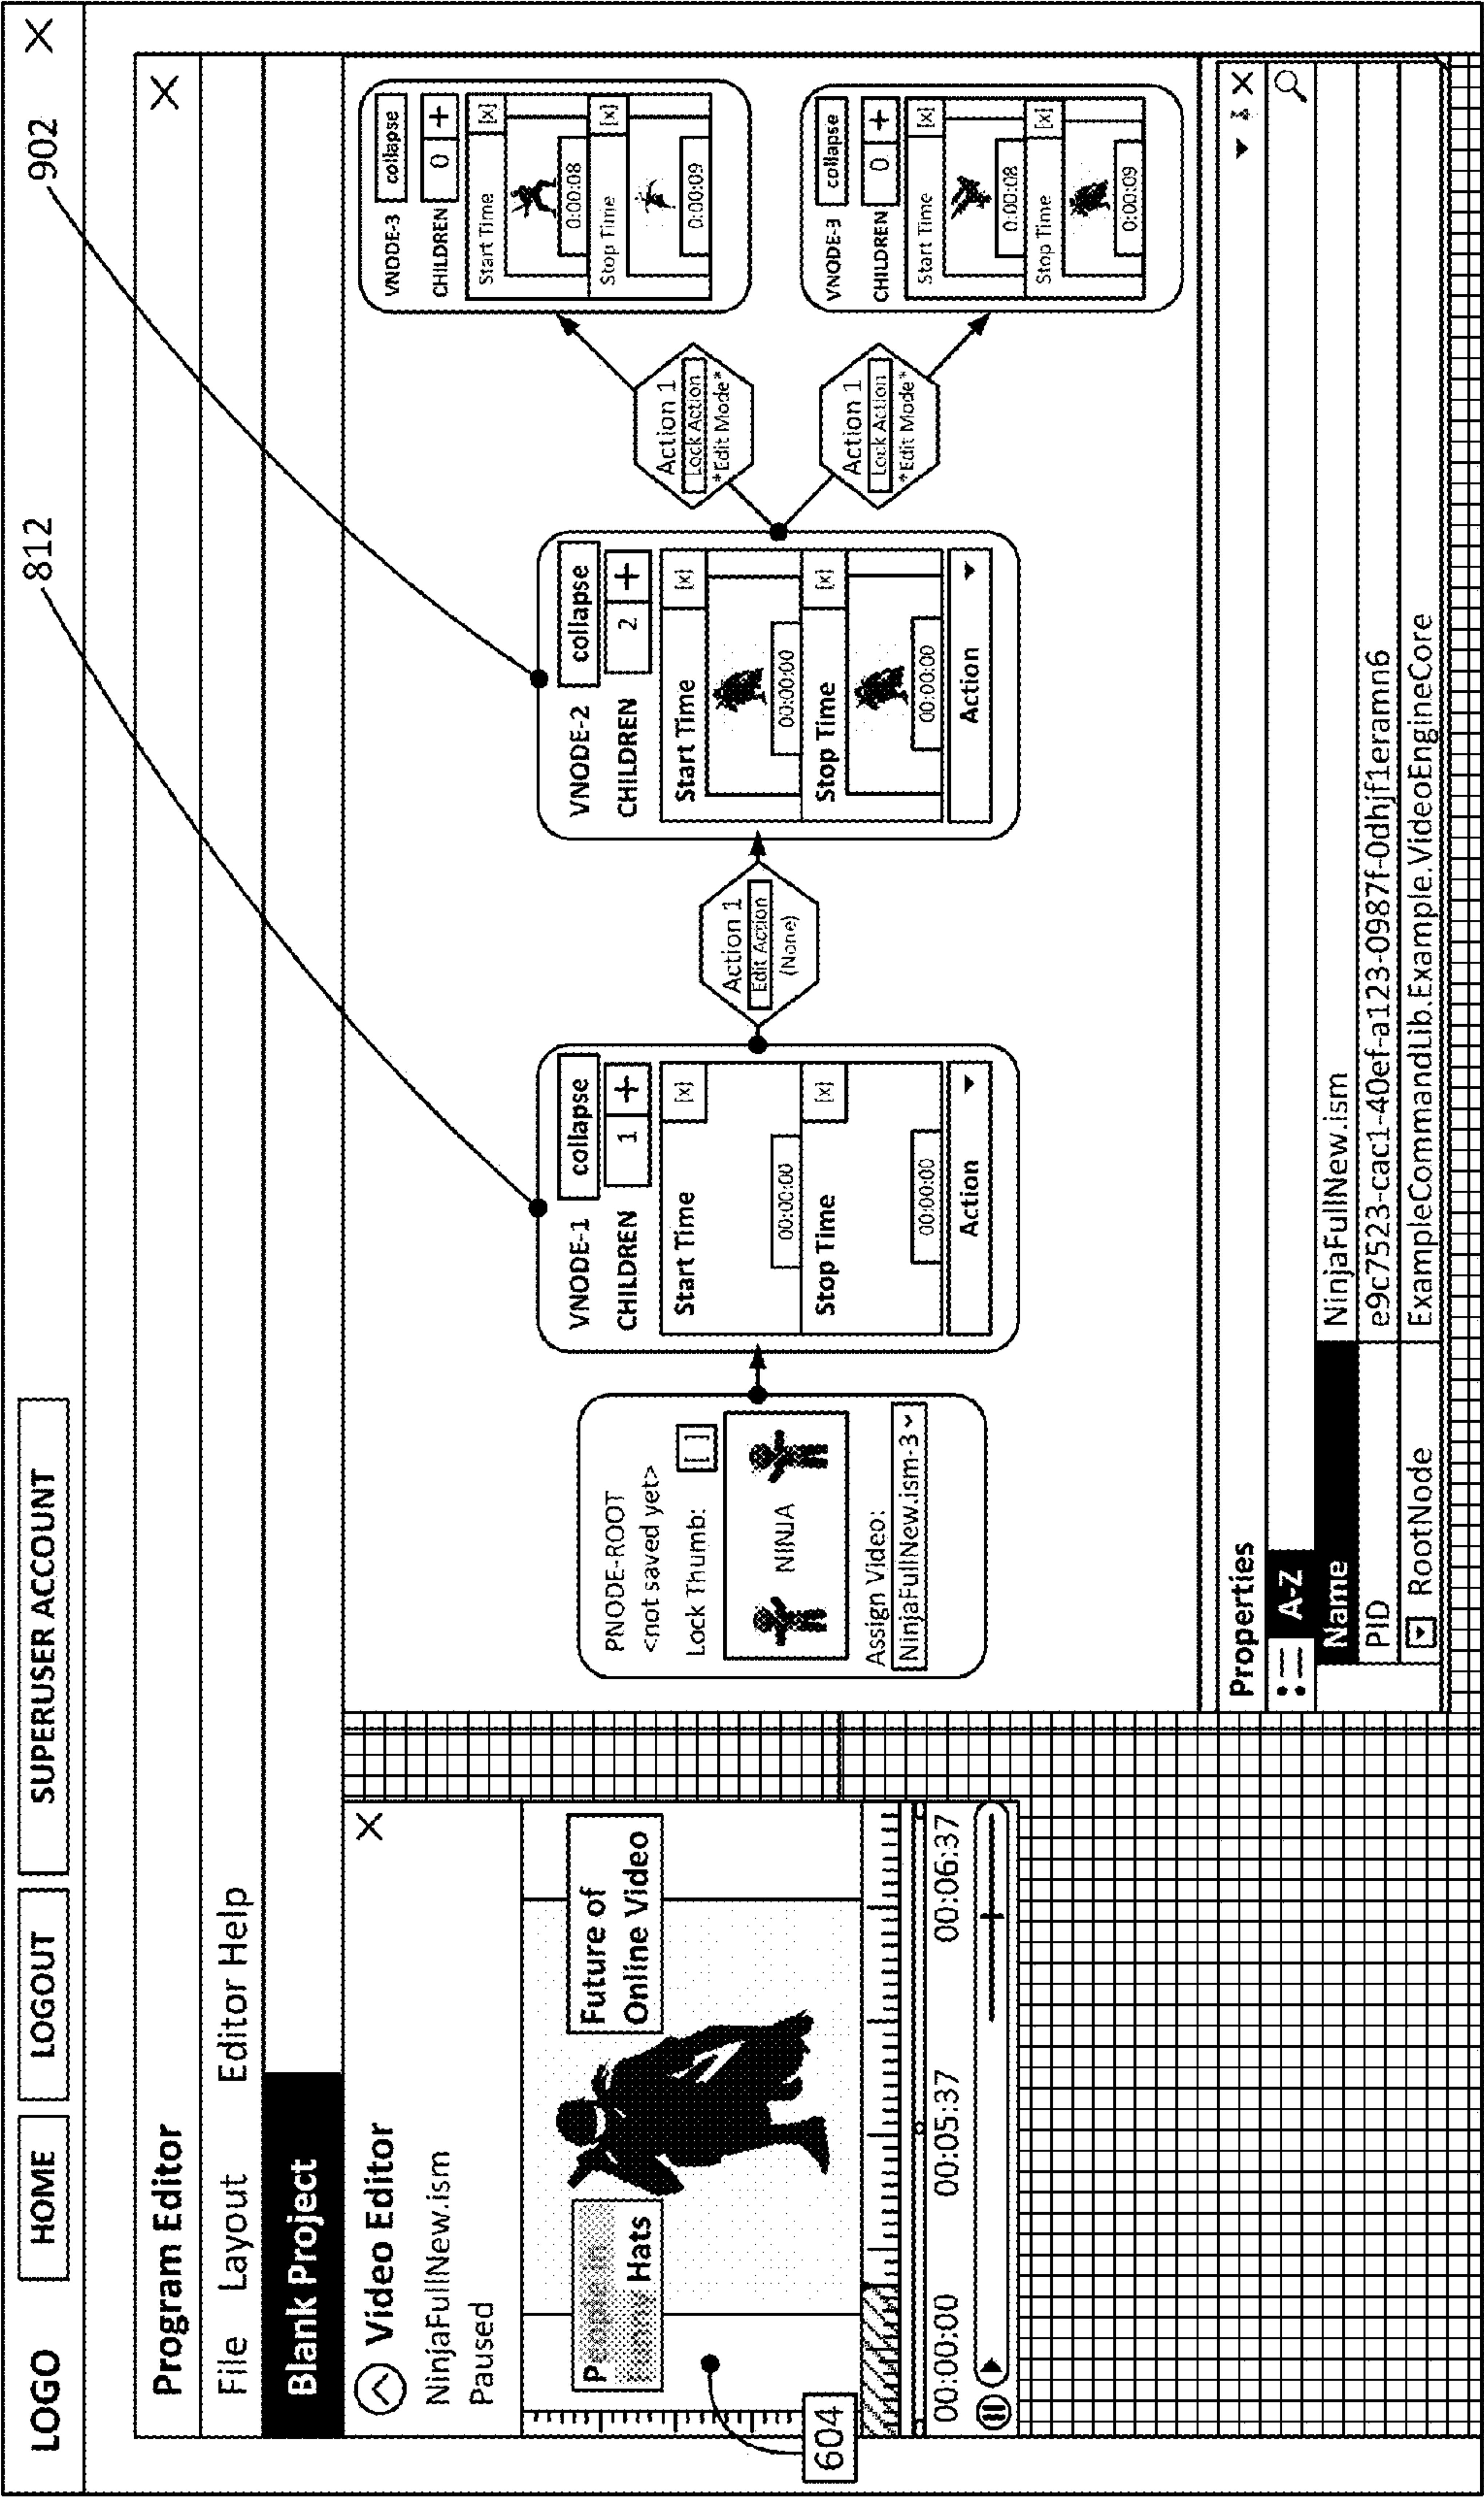 LOGO HOME LOGOUT SUPERUSER ACCOUNT 812 902 X
Program Editor X
File Layout Editor Help
Blank Project
Video Editor X
NinjaFullNew.ism
Paused
P
Hats
Future of
Online Video
604
00:00:00 00:05:37 00:06:37
PNODE-ROOT
<not saved yet>
Lock Thumb: [ ]
NINJA
Assign Video:
NinjaFullNew.ism-3
VNODE-1 collapse
CHILDREN 1 +
Start Time [x]
00:00:00
Stop Time [x]
00:00:00
Action
Action 1
Edit Action
(None)
VNODE-2 collapse
CHILDREN 2 +
Start Time [x]
00:00:00
Stop Time [x]
00:00:00
Action
Action 1
Lock Action
*Edit Mode*
Action 1
Lock Action
*Edit Mode*
VNODE-3 collapse
CHILDREN 0 +
Start Time [x]
0:00:08
Stop Time [x]
0:00:09
VNODE-3 collapse
CHILDREN 0 +
Start Time [x]
0:00:08
Stop Time [x]
0:00:09
Properties X
A-Z
Name NinjaFullNew.ism
PID e9c7523-cac1-40ef-a123-0987f-0dhjf1eramn6
RootNode ExampleCommandLib.Example.VideoEngineCore